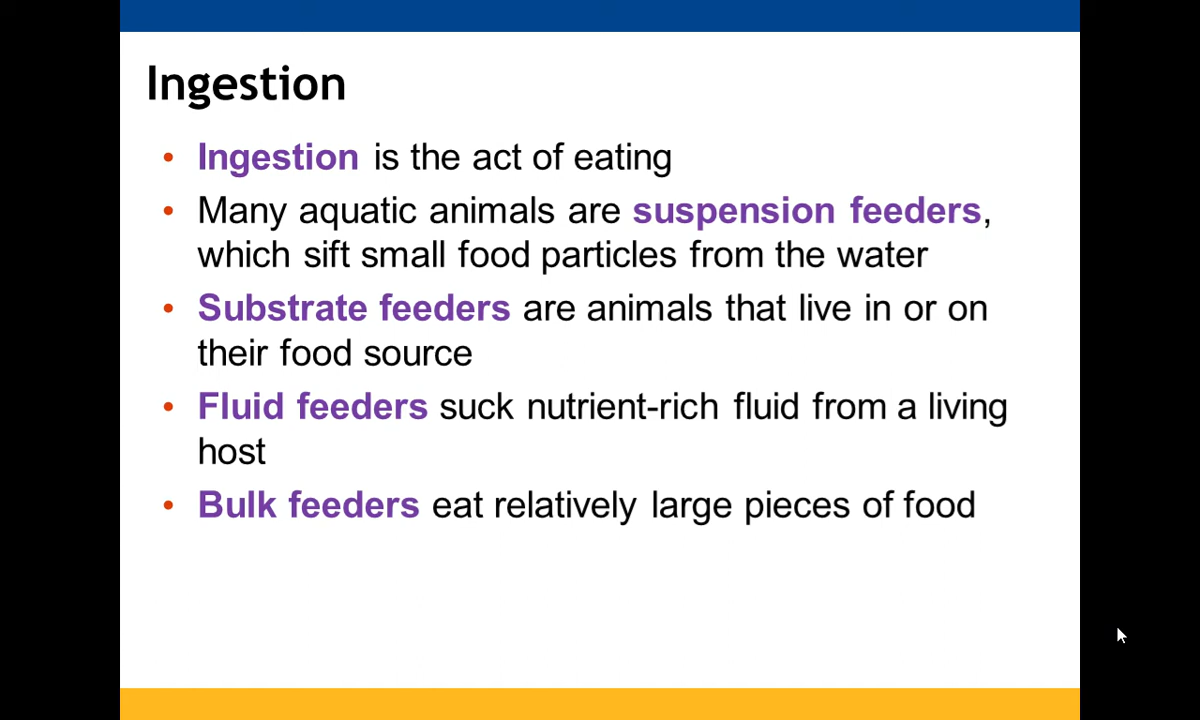 Ingestion
• Ingestion is the act of eating
• Many aquatic animals are suspension feeders,
which sift small food particles from the water
• Substrate feeders are animals that live in or on
their food source
• Fluid feeders suck nutrient-rich fluid from a living
host
• Bulk feeders eat relatively large pieces of food